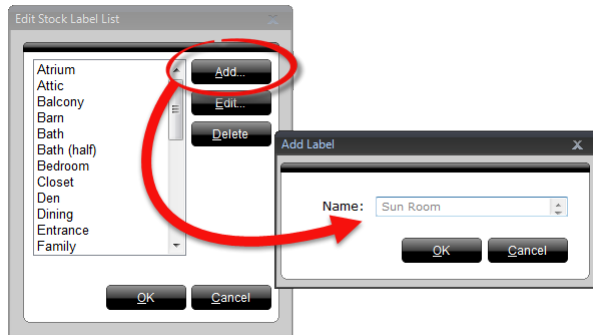 Edit Stock Label List
Atrium
Attic
Balcony
Barn
Bath
Bath (half)
Bedroom
Closet
Den
Dining
Entrance
Family
Add...
Edit...
Delete
OK
Cancel
Add Label
X
Name: Sun Room
OK
Cancel